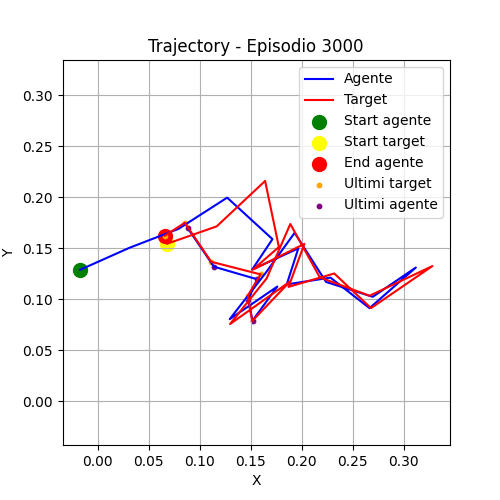 Trajectory - Episodio 3000
Agente
Target
Start agente
Start target
End agente
Ultimi target
Ultimi agente
0.30
0.25
0.20
0.15
0.10
0.05
0.00
Y
0.00 0.05 0.10 0.15 0.20 0.25 0.30
X